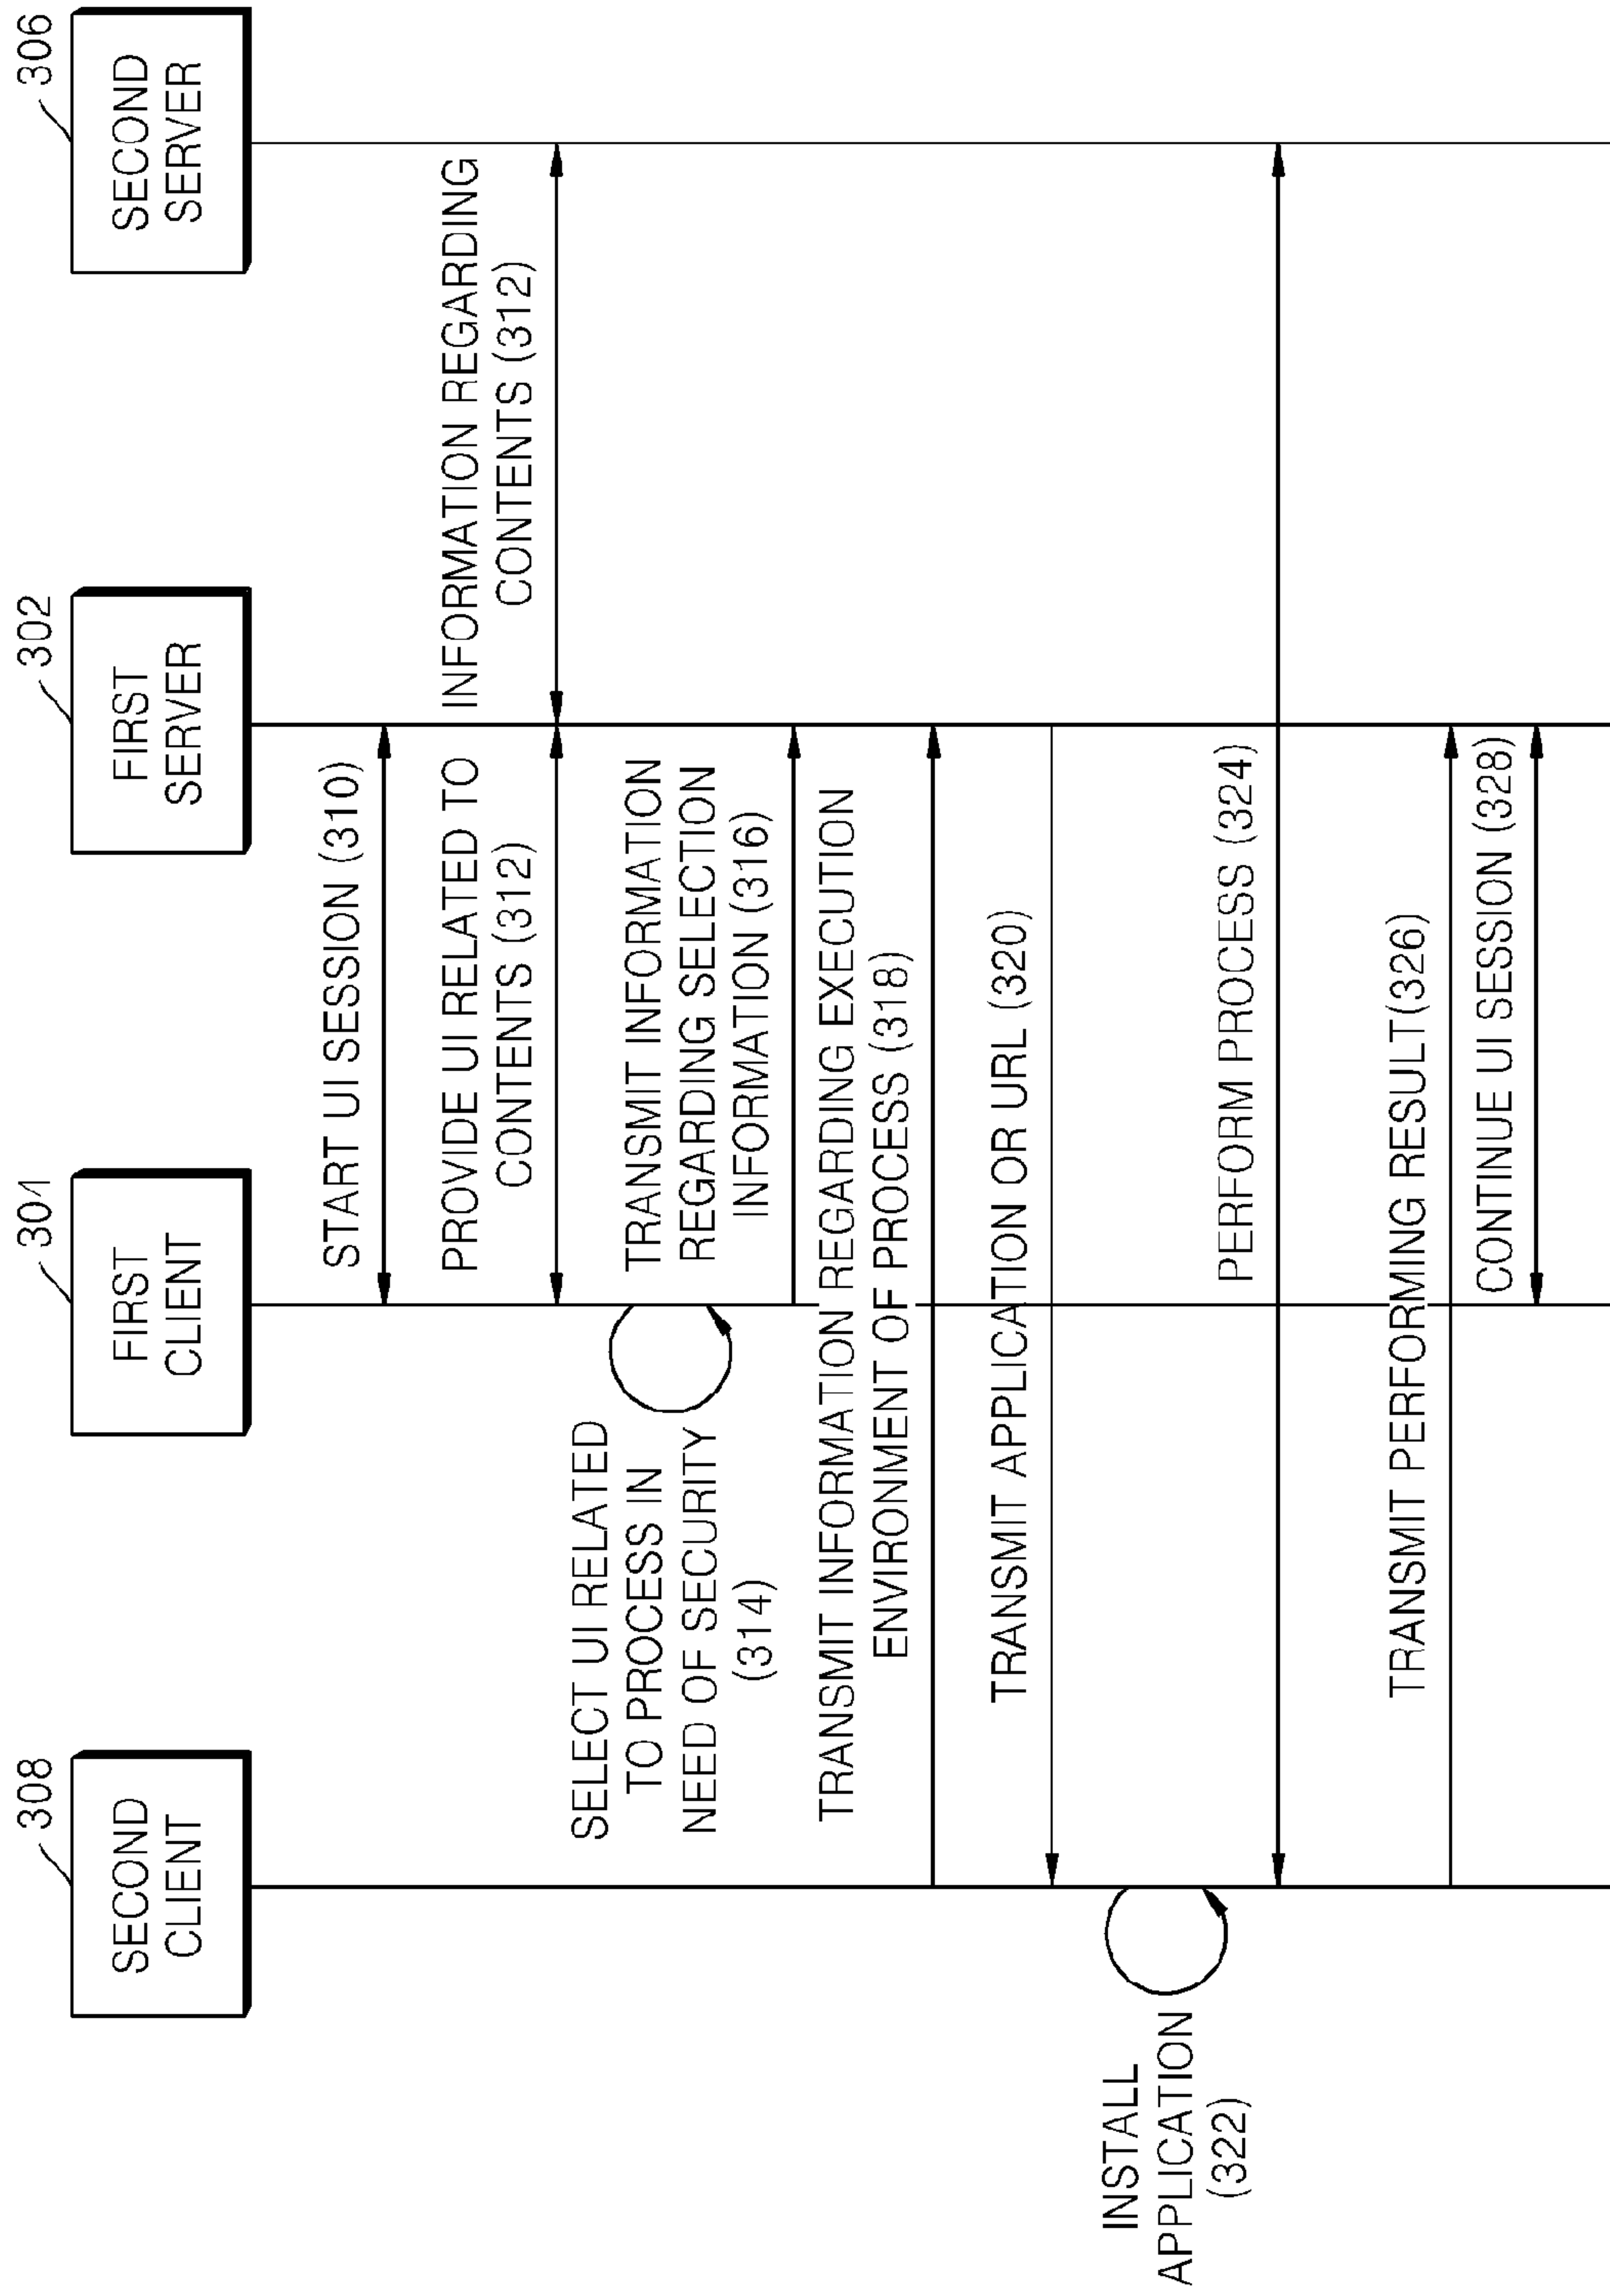 308
SECOND
CLIENT
304
FIRST
CLIENT
302
FIRST
SERVER
306
SECOND
SERVER
START UI SESSION (310)
PROVIDE UI RELATED TO
CONTENTS (312)
INFORMATION REGARDING
CONTENTS (312)
SELECT UI RELATED
TO PROCESS IN
NEED OF SECURITY
(314)
TRANSMIT INFORMATION
REGARDING SELECTION
INFORMATION (316)
TRANSMIT INFORMATION REGARDING EXECUTION
ENVIRONMENT OF PROCESS (318)
TRANSMIT APPLICATION OR URL (320)
INSTALL
APPLICATION
(322)
PERFORM PROCESS (324)
TRANSMIT PERFORMING RESULT(326)
CONTINUE UI SESSION (328)